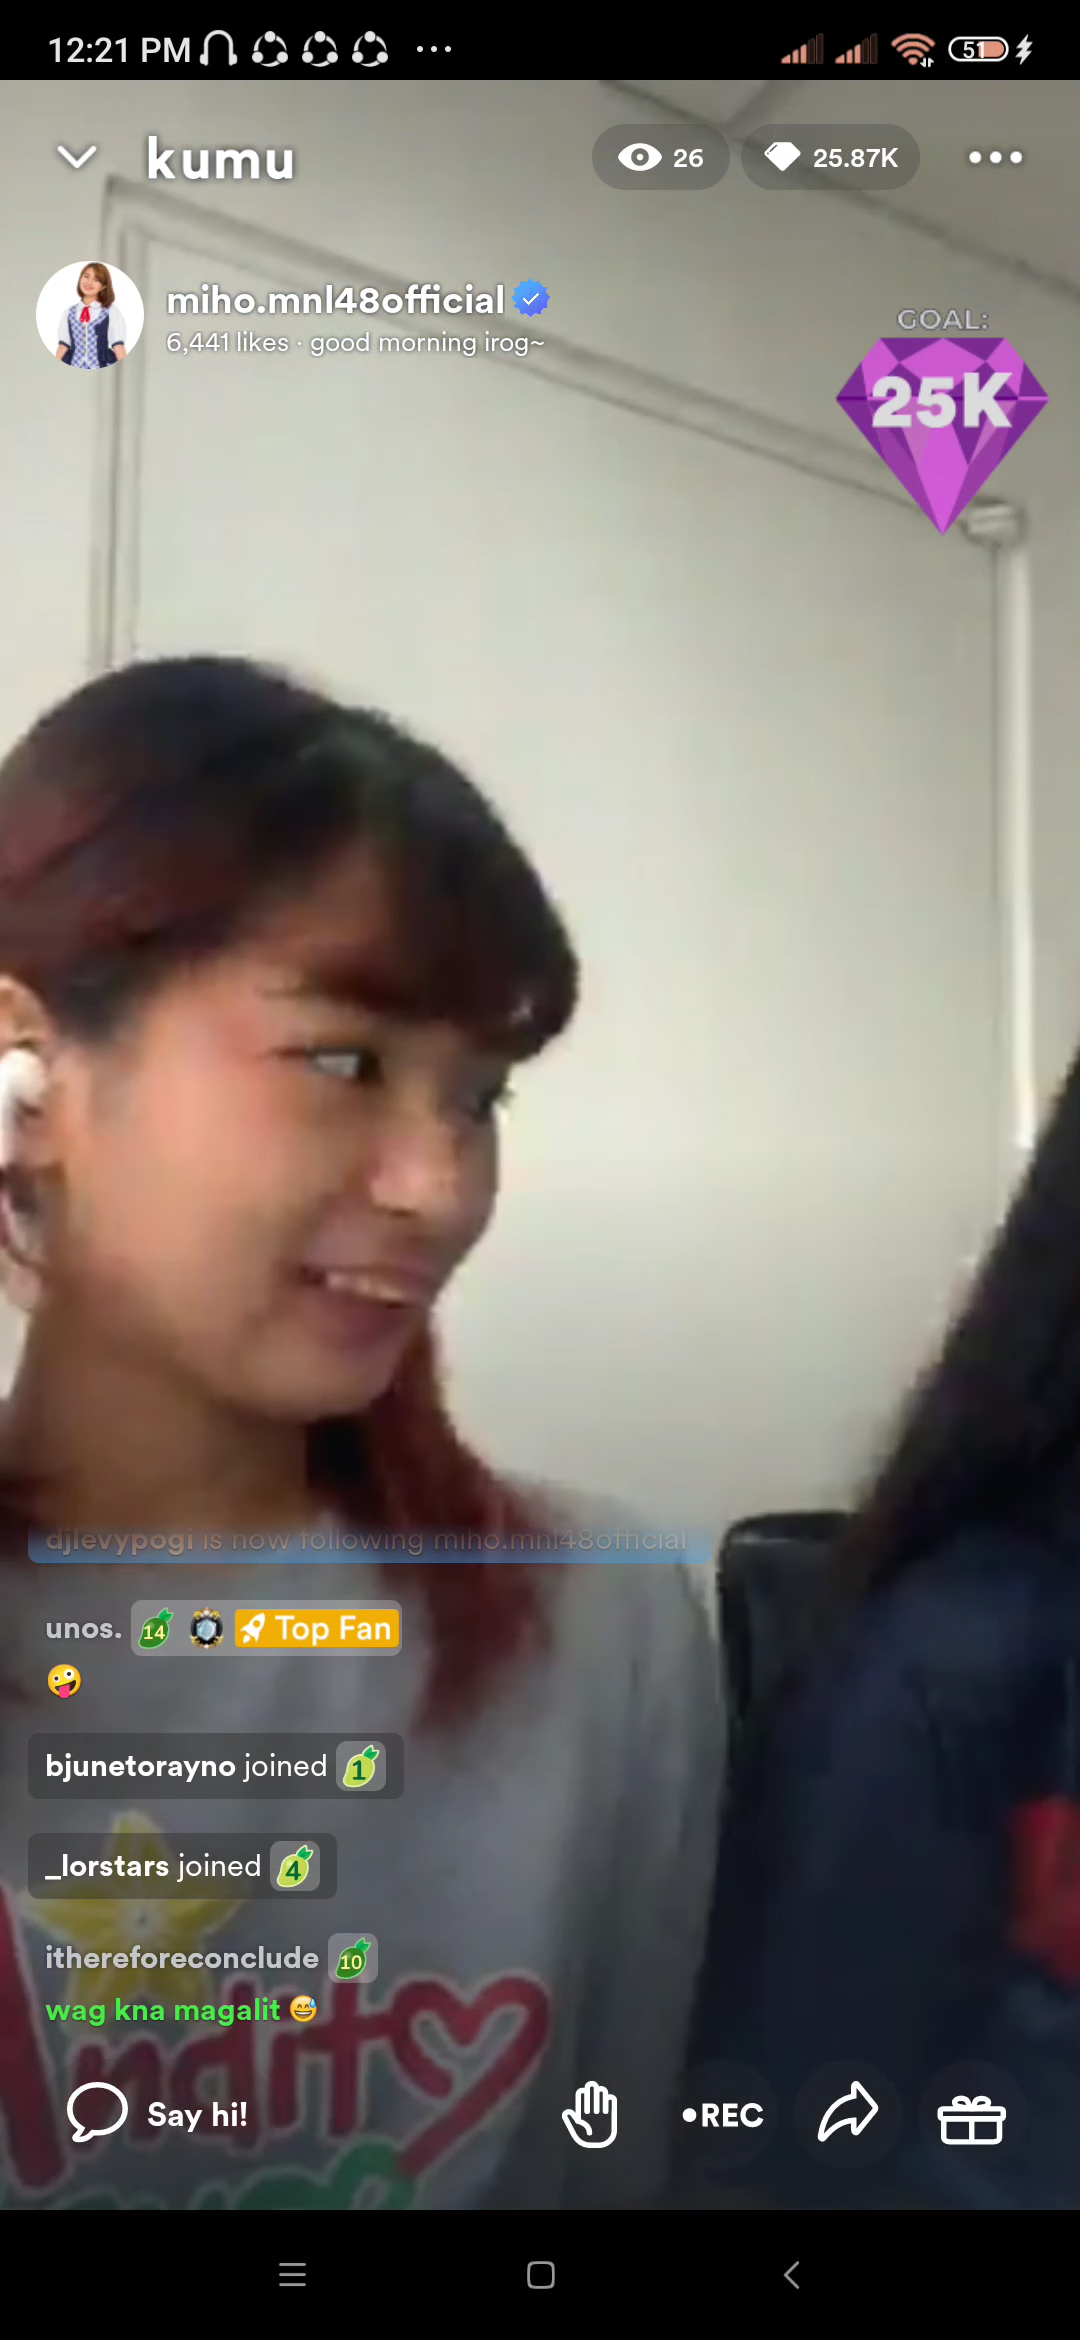 12:21 PM
51
kumu
26
25.87K
miho.mnl48official
6,441 likes · good morning irog~
GOAL:
25K
djlevypogi is now following miho.mnl48official
unos. 14 Top Fan
🤪
bjunetorayno joined 1
_lorstars joined 4
ithereforeconclude 10
wag kna magalit 😅
Say hi!
•REC